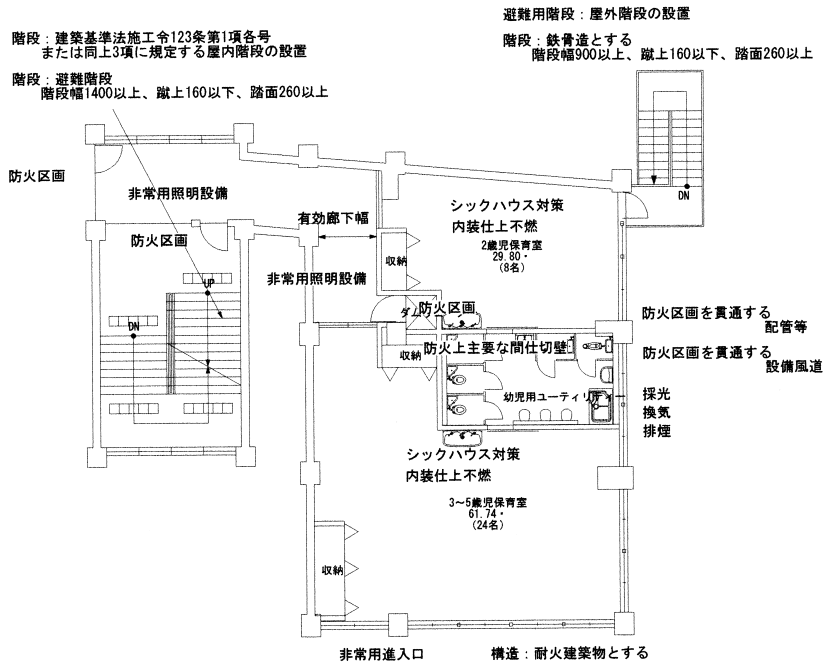 避難用階段：屋外階段の設置
階段：建築基準法施工令123条第1項各号
または同上3項に規定する屋内階段の設置
階段：鉄骨造とする
階段幅900以上、蹴上160以下、踏面260以上
階段：避難階段
階段幅1400以上、蹴上160以下、踏面260以上
防火区画
非常用照明設備
DN
シックハウス対策
内装仕上不燃
有効廊下幅
防火区画
2歳児保育室
29.80・
(8名)
収納
非常用照明設備
UP
DN
ダム
防火区画
防火区画を貫通する
配管等
防火上主要な間仕切壁
収納
防火区画を貫通する
設備風道
幼児用ユーティリティ
採光
換気
排煙
シックハウス対策
内装仕上不燃
3～5歳児保育室
61.74・
(24名)
収納
非常用進入口
構造：耐火建築物とする